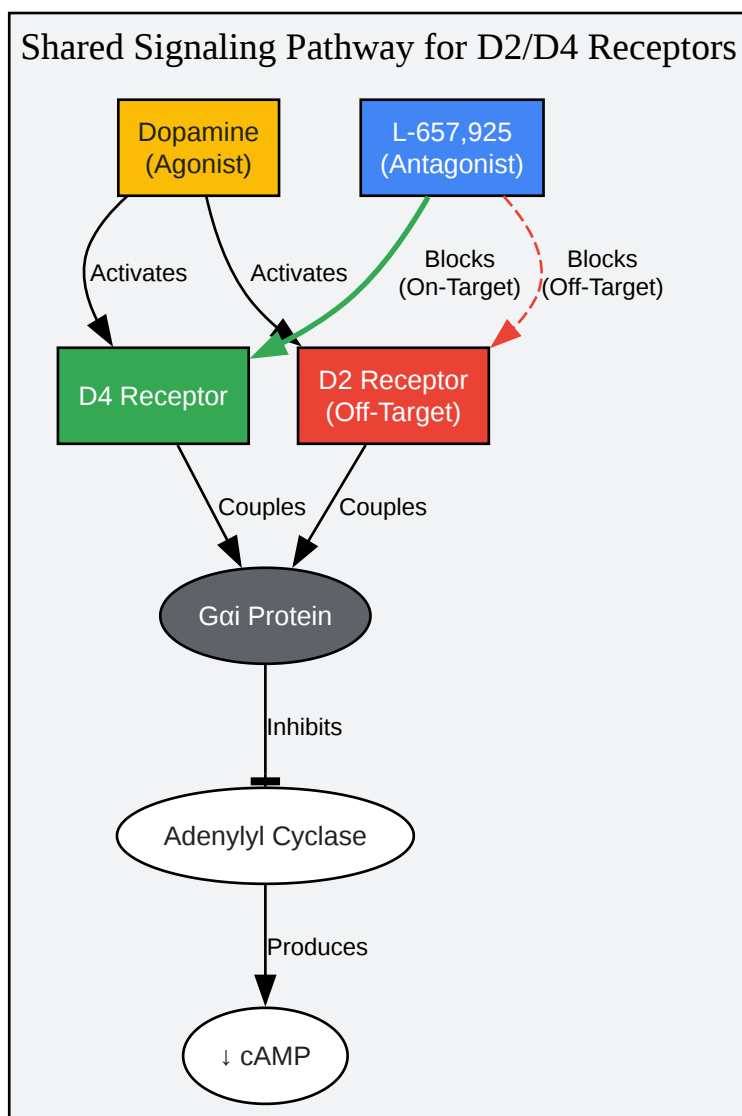 Shared Signaling Pathway for D2/D4 Receptors
Dopamine
(Agonist)
L-657,925
(Antagonist)
Activates
Activates
Blocks
(On-Target)
Blocks
(Off-Target)
D4 Receptor
D2 Receptor
(Off-Target)
Couples
Couples
Gαi Protein
Inhibits
Adenylyl Cyclase
Produces
↓ cAMP